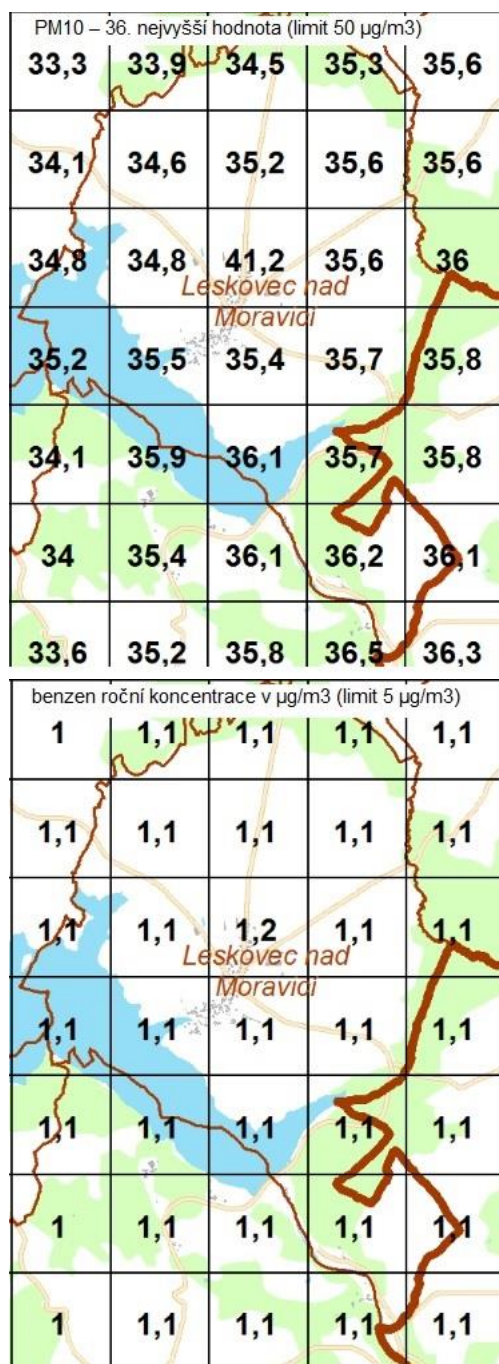 PM10 – 36. nejvyšší hodnota (limit 50 µg/m3)
33,3 33,9 34,5 35,3 35,6
34,1 34,6 35,2 35,6 35,6
34,8 34,8 41,2 35,6 36
Leskovec nad
Moravicí
35,2 35,5 35,4 35,7 35,8
34,1 35,9 36,1 35,7 35,8
34 35,4 36,1 36,2 36,1
33,6 35,2 35,8 36,5 36,3
benzen roční koncentrace v µg/m3 (limit 5 µg/m3)
1 1,1 1,1 1,1 1,1
1,1 1,1 1,1 1,1
1,1 1,1 1,2 1,1 1,1
Leskovec nad
Moravicí
1,1 1,1 1,1 1,1 1,1
1,1 1,1 1,1 1,1 1,1
1 1,1 1,1 1,1 1,1
1 1,1 1,1 1,1 1,1